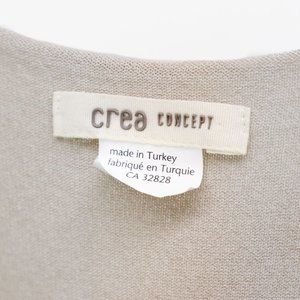 crea CONCEPT
made in Turkey
fabriqué en Turquie
CA 32828